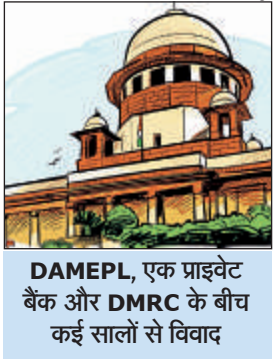 DAMEPL, एक प्राइवेट
बैंक और DMRC के बीच
कई सालों से विवाद